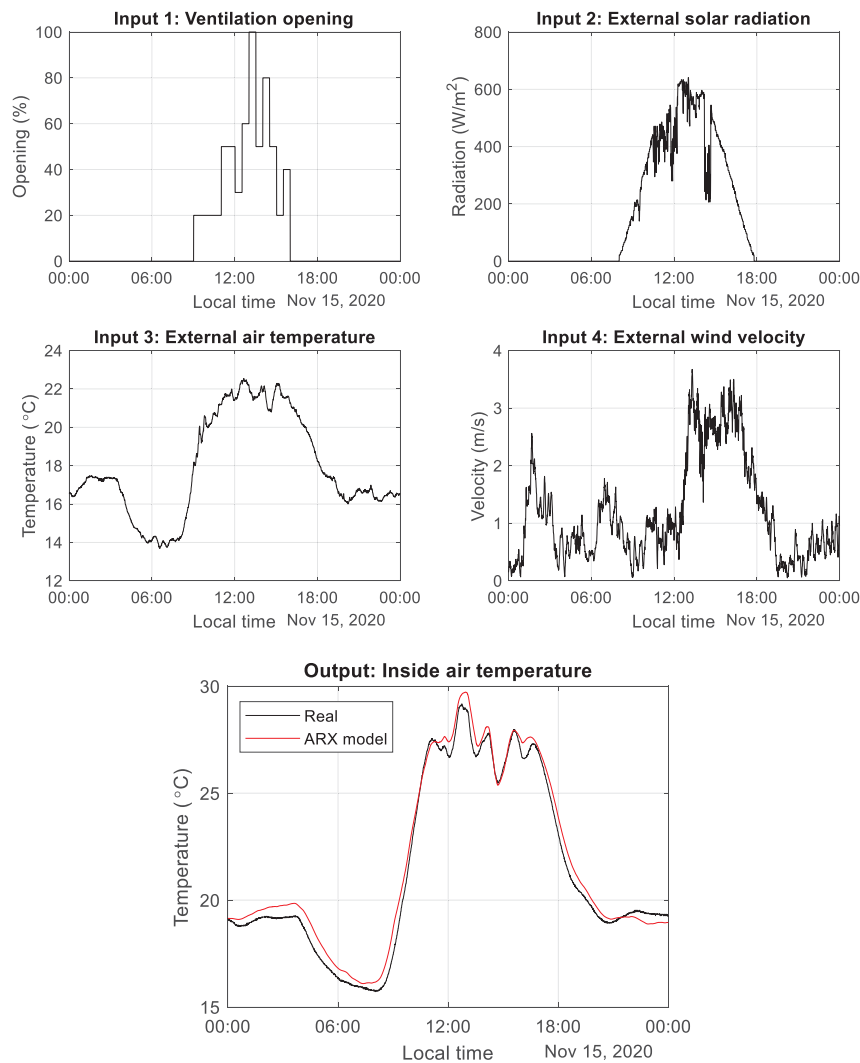 Input 1: Ventilation opening
Opening (%)
100
80
60
40
20
0
00:00 06:00 12:00 18:00 00:00
Local time
Nov 15, 2020
Input 2: External solar radiation
Radiation (W/m²)
800
600
400
200
0
00:00 06:00 12:00 18:00 00:00
Local time
Nov 15, 2020
Input 3: External air temperature
Temperature (°C)
24
22
20
18
16
14
12
00:00 06:00 12:00 18:00 00:00
Local time
Nov 15, 2020
Input 4: External wind velocity
Velocity (m/s)
4
3
2
1
0
00:00 06:00 12:00 18:00 00:00
Local time
Nov 15, 2020
Output: Inside air temperature
Temperature (°C)
30
25
20
15
Real
ARX model
00:00 06:00 12:00 18:00 00:00
Local time
Nov 15, 2020